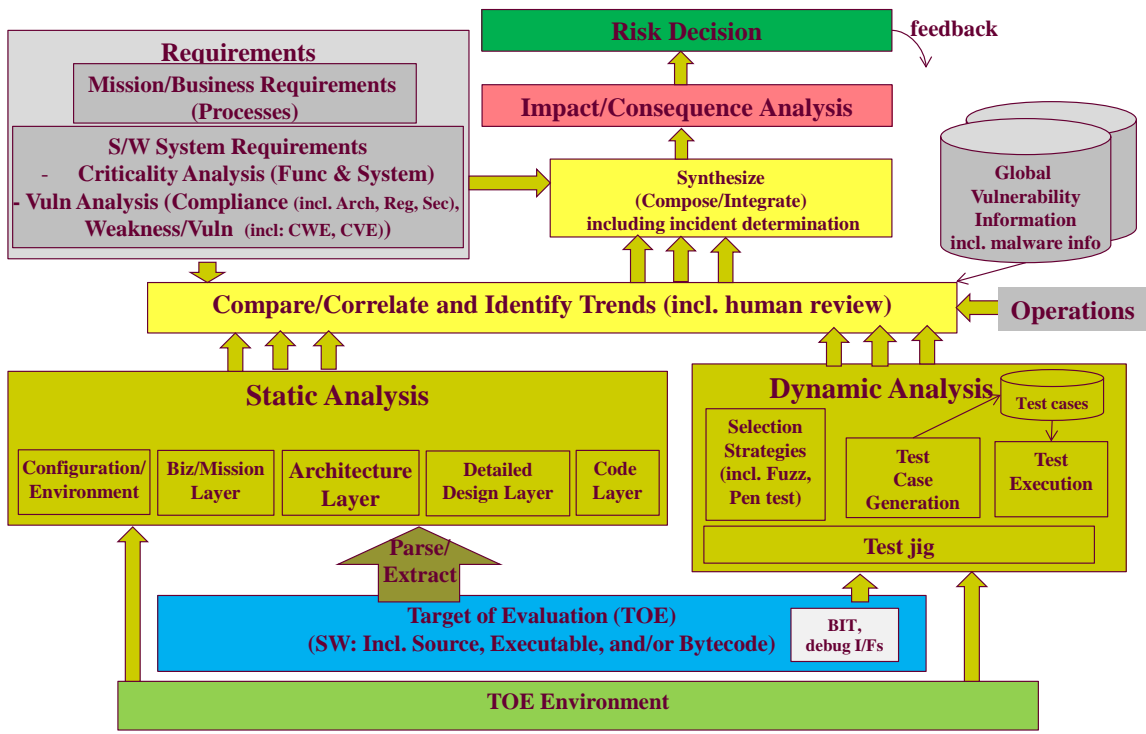 Risk Decision
feedback
Requirements
Mission/Business Requirements
(Processes)
S/W System Requirements
- Criticality Analysis (Func & System)
- Vuln Analysis (Compliance (incl. Arch, Reg, Sec),
Weakness/Vuln (incl: CWE, CVE))
Impact/Consequence Analysis
Synthesize
(Compose/Integrate)
including incident determination
Global
Vulnerability
Information
incl. malware info
Compare/Correlate and Identify Trends (incl. human review)
Operations
Static Analysis
Configuration/
Environment
Biz/Mission
Layer
Architecture
Layer
Detailed
Design Layer
Code
Layer
Dynamic Analysis
Test cases
Selection
Strategies
(incl. Fuzz,
Pen test)
Test
Case
Generation
Test
Execution
Test jig
Parse/
Extract
Target of Evaluation (TOE)
(SW: Incl. Source, Executable, and/or Bytecode)
BIT,
debug I/Fs
TOE Environment